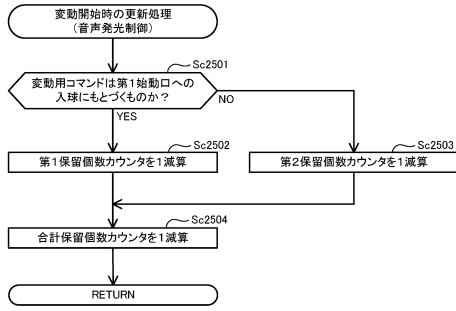 変動開始時の更新処理
(音声発光制御)
Sc2501
変動用コマンドは第1始動口への
入球にもとづくものか？
NO
YES
Sc2502
第1保留個数カウンタを1減算
Sc2503
第2保留個数カウンタを1減算
Sc2504
合計保留個数カウンタを1減算
RETURN